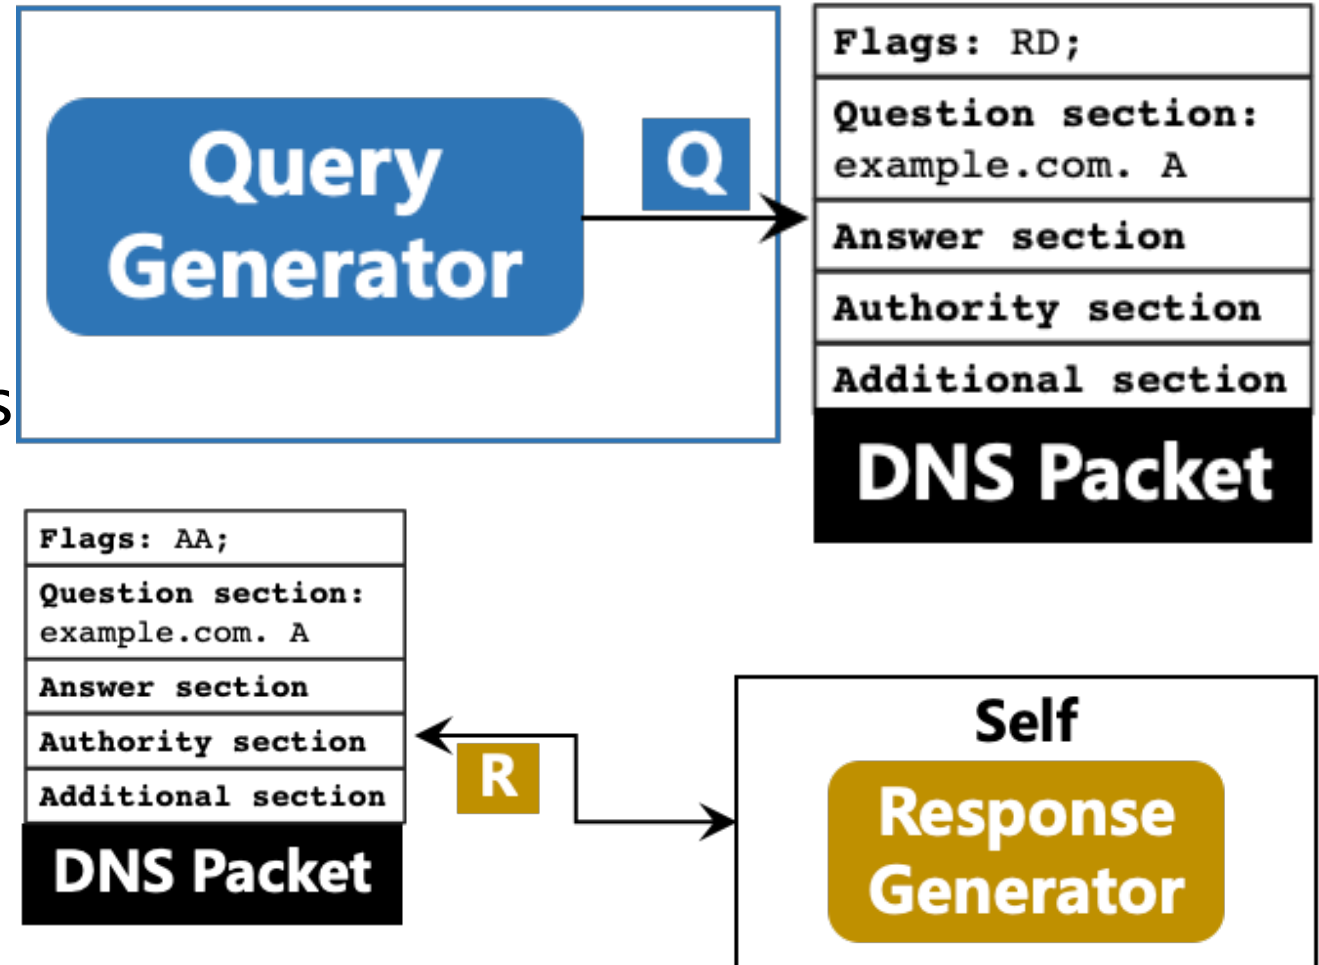 Query
Generator
Q
Flags: RD;
Question section:
example.com. A
Answer section
Authority section
Additional section
DNS Packet
s
Flags: AA;
Question section:
example.com. A
Answer section
Authority section
Additional section
DNS Packet
R
Self
Response
Generator